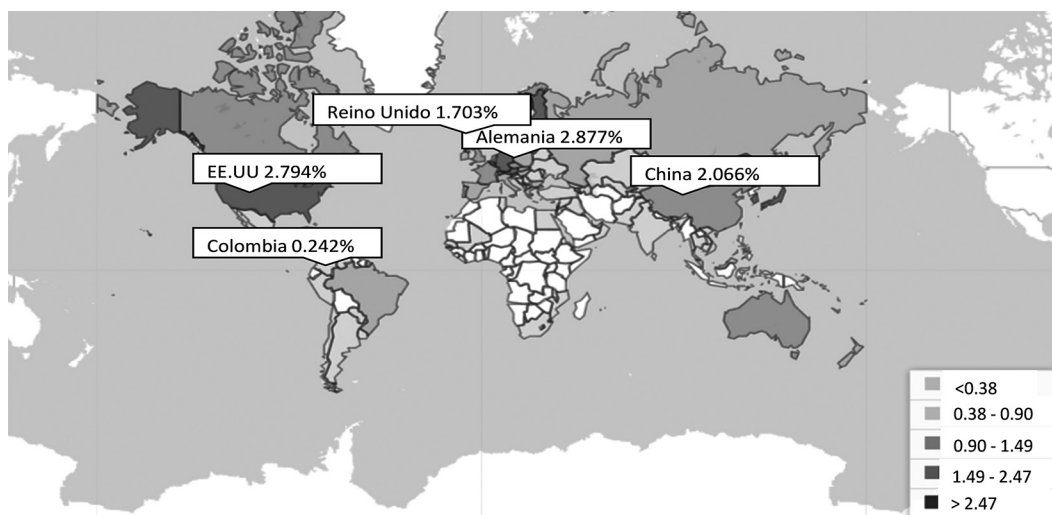 Reino Unido 1.703%
Alemania 2.877%
EE.UU 2.794%
China 2.066%
Colombia 0.242%
<0.38
0.38 - 0.90
0.90 - 1.49
1.49 - 2.47
> 2.47